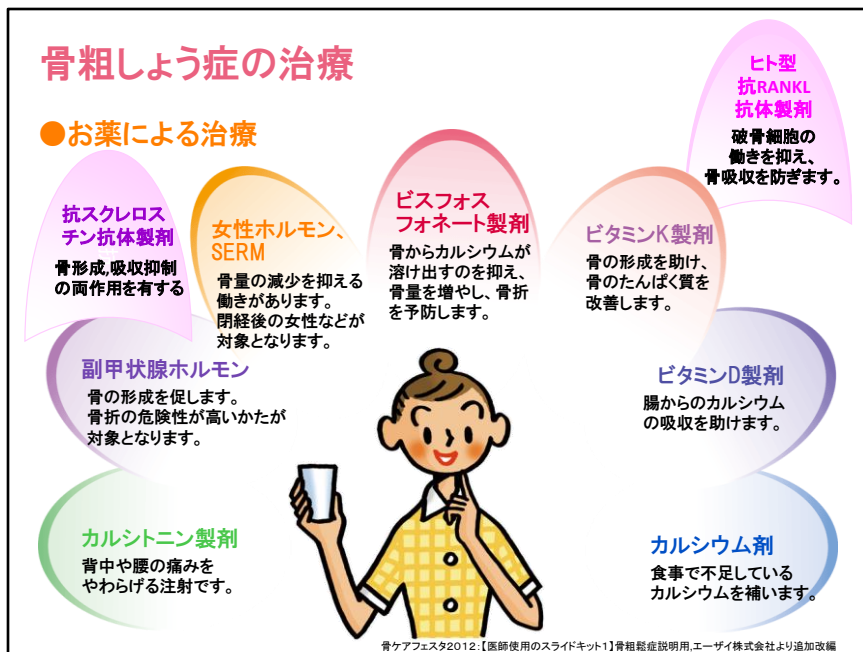 骨粗しょう症の治療
●お薬による治療
ヒト型
抗RANKL
抗体製剤
破骨細胞の
働きを抑え、
骨吸収を防ぎます。
抗スクレロス
チン抗体製剤
骨形成,吸収抑制
の両作用を有する
女性ホルモン、
SERM
骨量の減少を抑える
働きがあります。
閉経後の女性などが
対象となります。
ビスフォス
フォネート製剤
骨からカルシウムが
溶け出すのを抑え、
骨量を増やし、骨折
を予防します。
ビタミンK製剤
骨の形成を助け、
骨のたんぱく質を
改善します。
副甲状腺ホルモン
骨の形成を促します。
骨折の危険性が高いかたが
対象となります。
ビタミンD製剤
腸からのカルシウム
の吸収を助けます。
カルシトニン製剤
背中や腰の痛みを
やわらげる注射です。
カルシウム剤
食事で不足している
カルシウムを補います。
骨ケアフェスタ2012:【医師使用のスライドキット1】骨粗鬆症説明用,エーザイ株式会社より追加改編